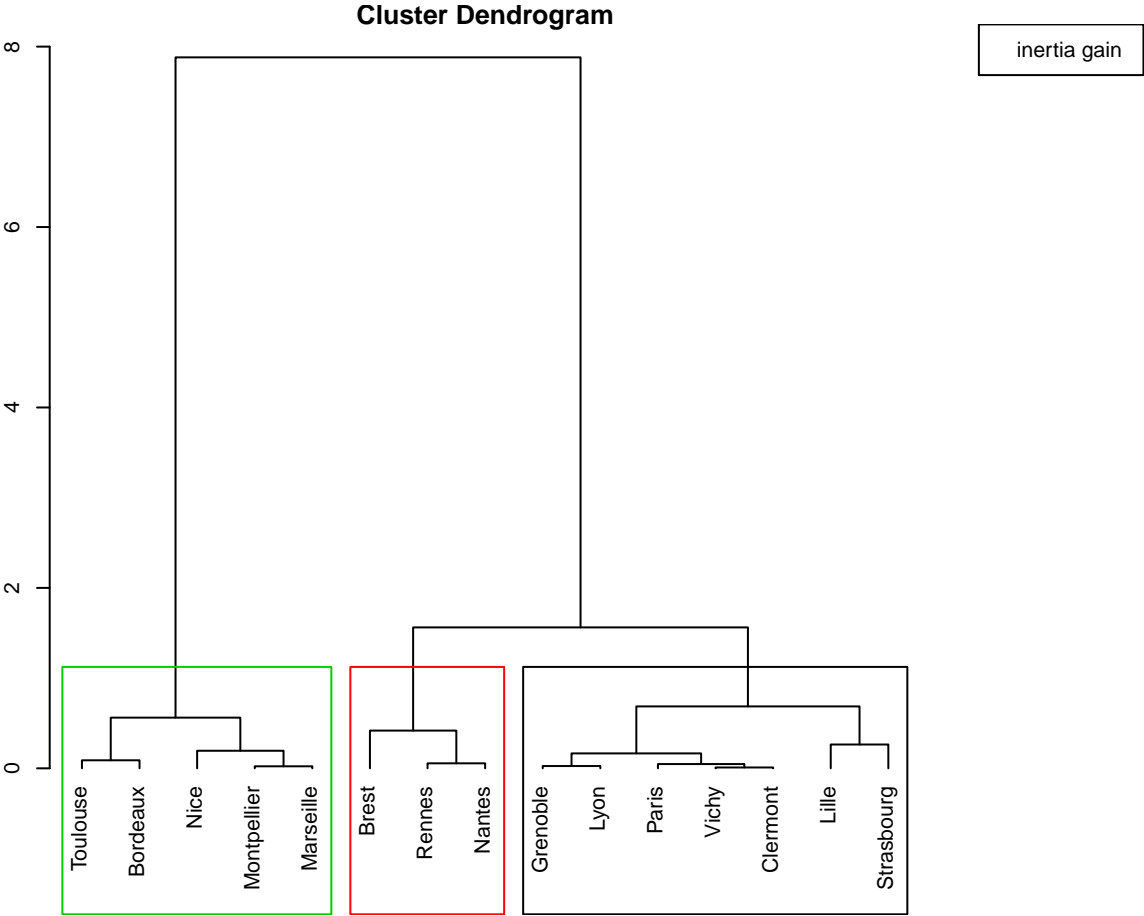 Cluster Dendrogram
inertia gain
8
6
4
2
0
Toulouse
Bordeaux
Nice
Montpellier
Marseille
Brest
Rennes
Nantes
Grenoble
Lyon
Paris
Vichy
Clermont
Lille
Strasbourg